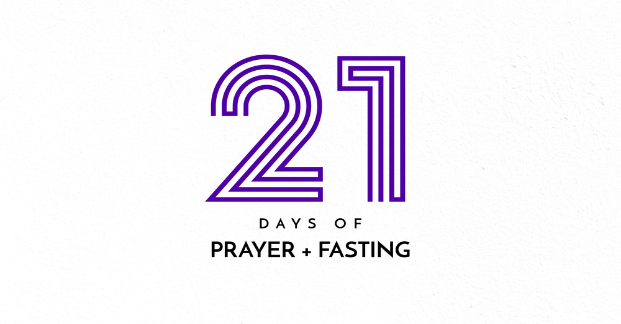 21
DAYS OF
PRAYER + FASTING